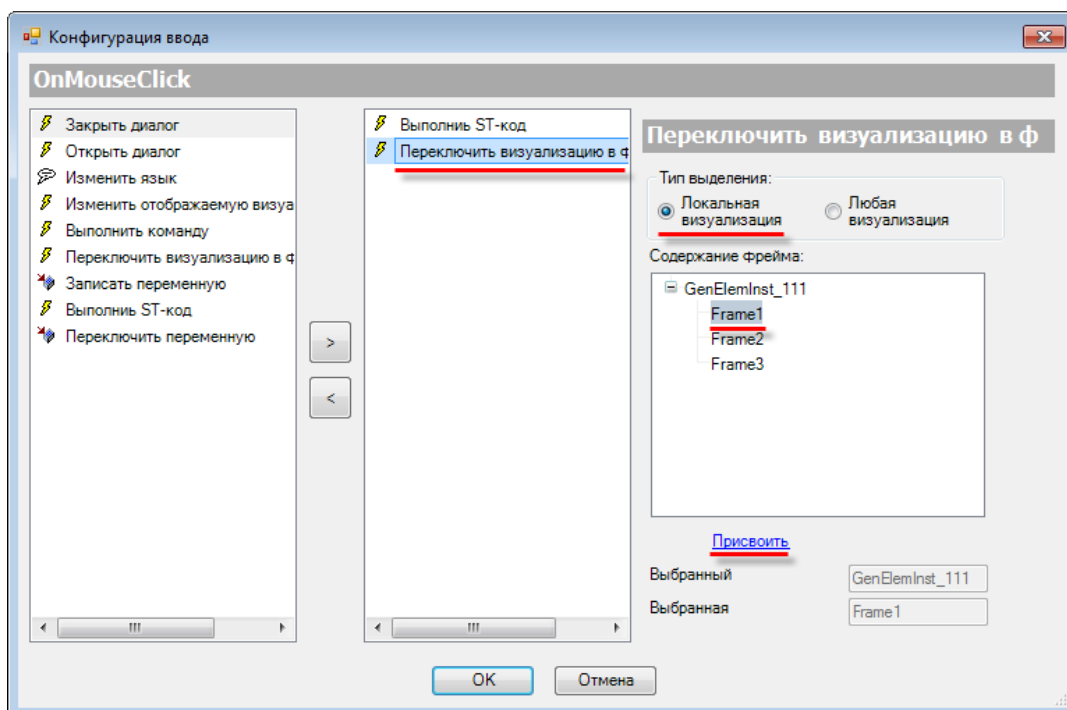 Конфигурация ввода
OnMouseClick
Закрыть диалог
Открыть диалог
Изменить язык
Изменить отображаемую визуа
Выполнить команду
Переключить визуализацию в ф
Записать переменную
Выполниь ST-код
Переключить переменную
>
<
Выполниь ST-код
Переключить визуализацию в ф
Переключить визуализацию в ф
Тип выделения:
Локальная
визуализация
Любая
визуализация
Содержание фрейма:
GenElemInst_111
Frame1
Frame2
Frame3
Присвоить
Выбранный
GenElemInst_111
Выбранная
Frame1
OK
Отмена